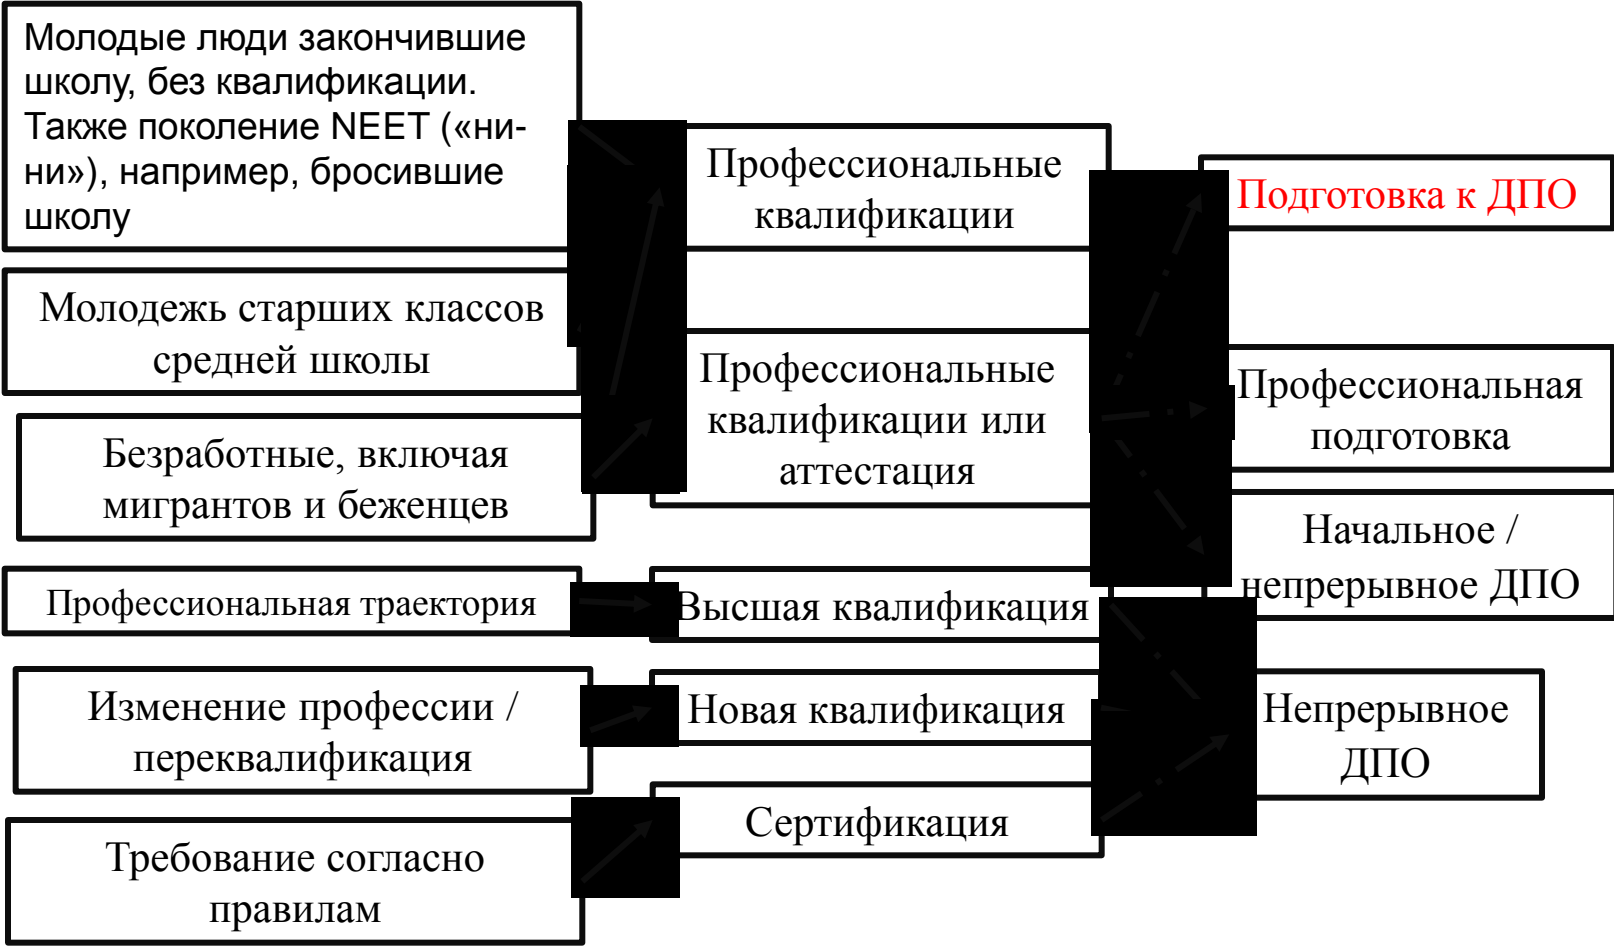 Молодые люди закончившие
школу, без квалификации.
Также поколение NEET («ни-
ни»), например, бросившие
школу
Молодежь старших классов
средней школы
Безработные, включая
мигрантов и беженцев
Профессиональная траектория
Изменение профессии /
переквалификация
Требование согласно
правилам
Профессиональные
квалификации
Профессиональные
квалификации или
аттестация
Высшая квалификация
Новая квалификация
Сертификация
Подготовка к ДПО
Профессиональная
подготовка
Начальное /
непрерывное ДПО
Непрерывное
ДПО